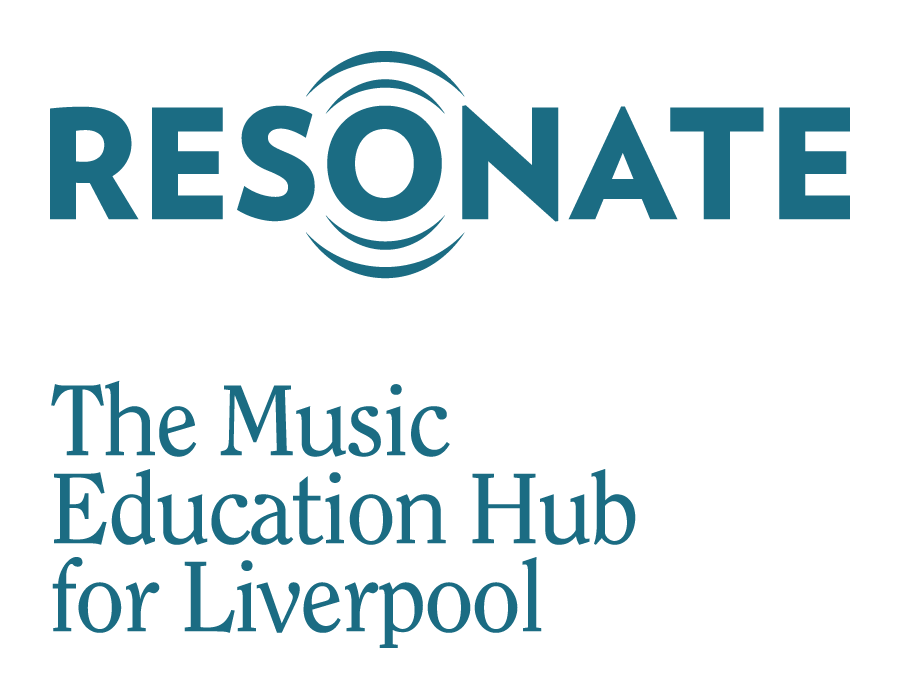 RESONATE
The Music
Education Hub
for Liverpool